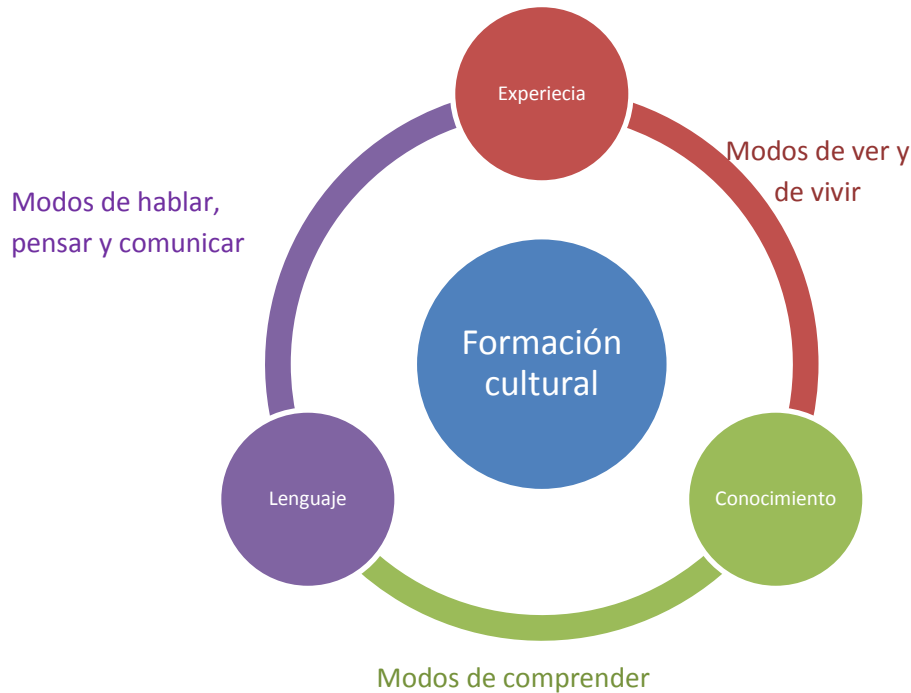 Experiecia
Modos de ver y
de vivir
Modos de hablar,
pensar y comunicar
Formación
cultural
Lenguaje
Conocimiento
Modos de comprender